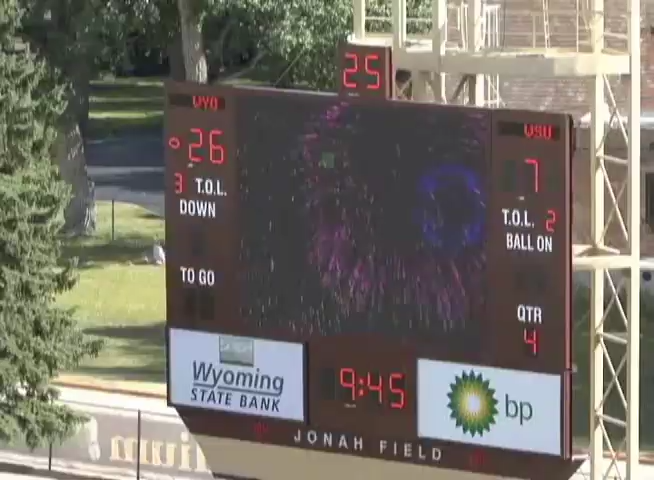 25
WYO
WSU
26
7
3 T.O.L.
T.O.L. 2
DOWN
BALL ON
TO GO
QTR
4
Wyoming
STATE BANK
9:45
bp
JONAH FIELD